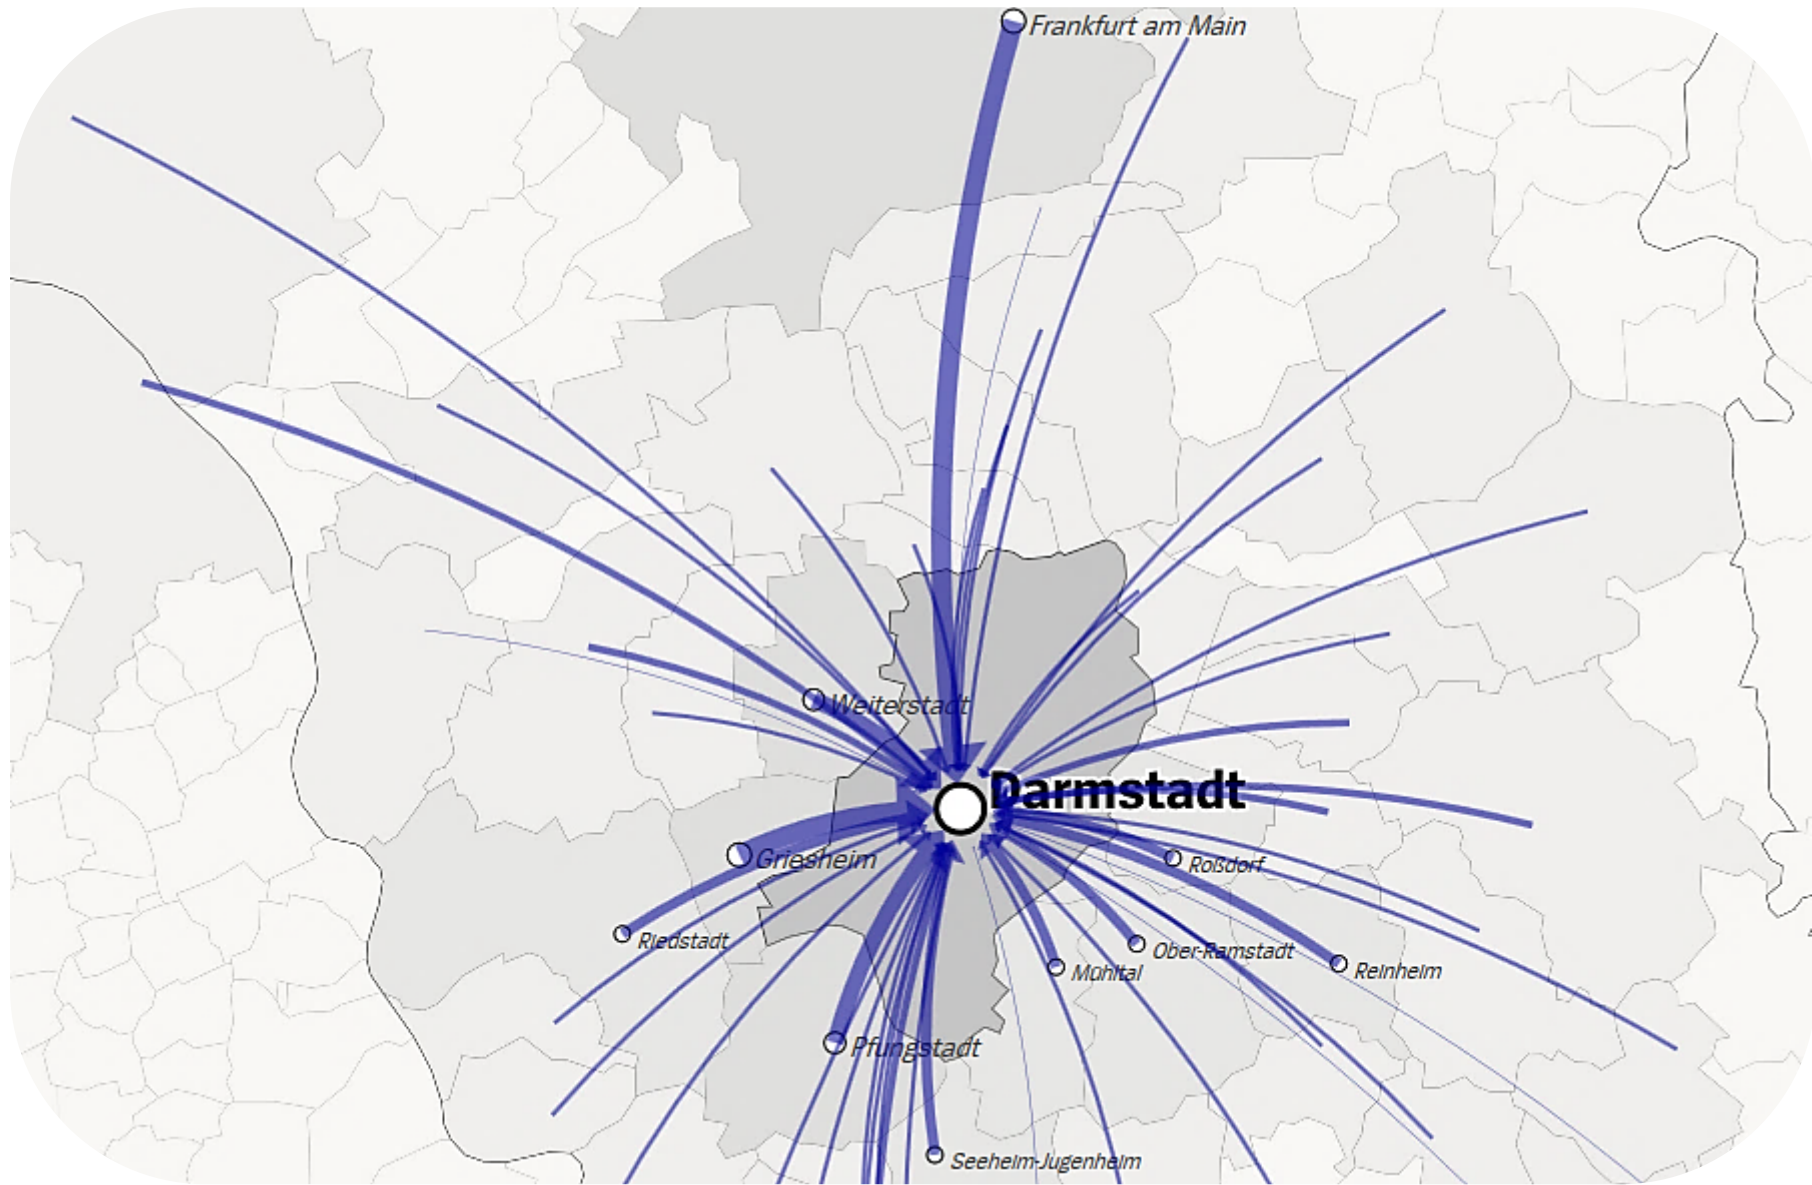 Frankfurt am Main
Weiterstadt
Darmstadt
Griesheim
Roßdorf
Riedstadt
Ober-Ramstadt
Mühltal
Reinheim
Pfungstadt
Seeheim-Jugenheim